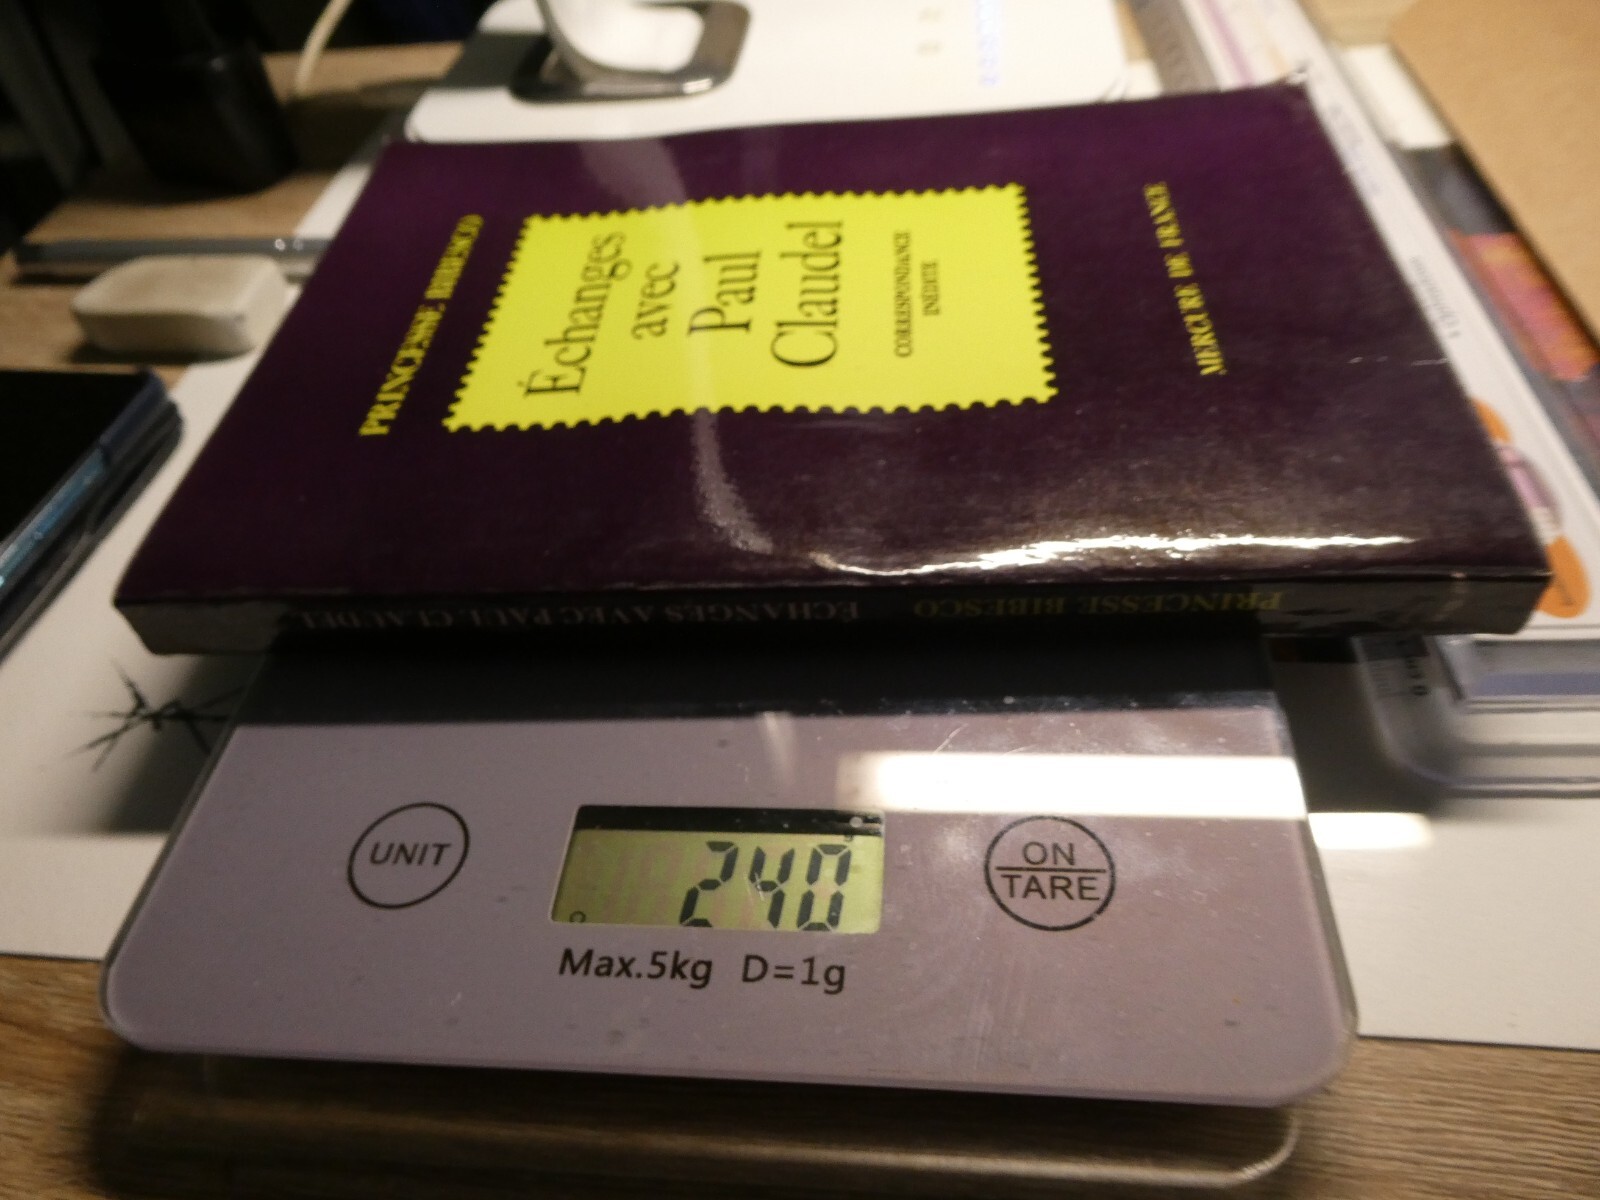 PRINCESSE BIBESCO
Échanges
avec
Paul
Claudel
CORRESPONDANCE
INÉDITE
MERCURE DE FRANCE
PRINCESSE BIBESCO
ÉCHANGES AVEC PAUL CLAUDEL
UNIT
240
ON
TARE
Max.5kg D=1g